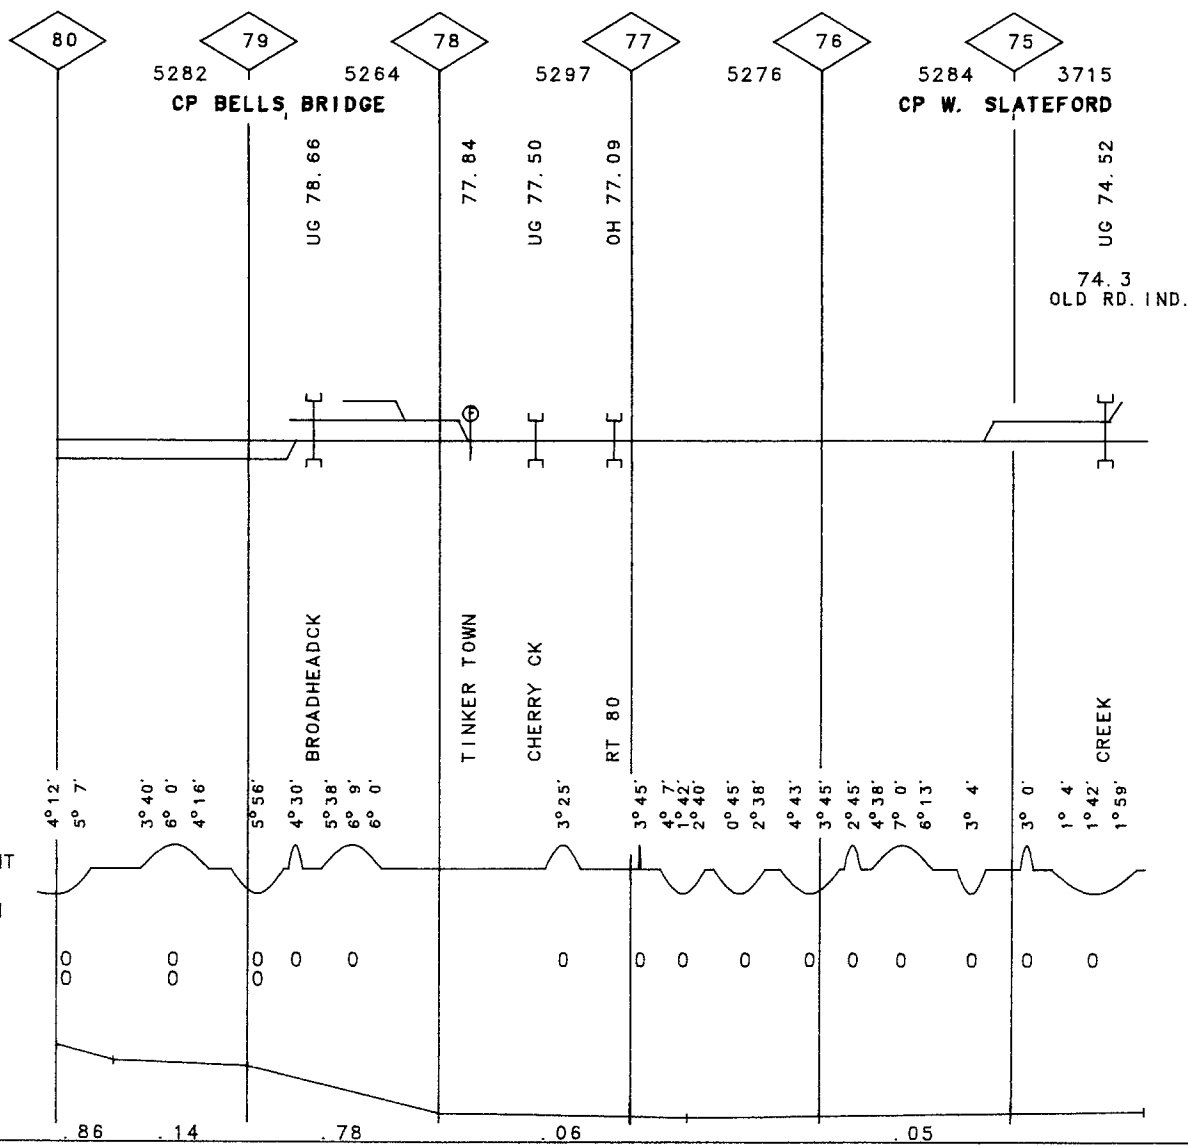 80 79 78 77 76 75
5282 5264 5297 5276 5284 3715
CP BELLS BRIDGE
CP W. SLATEFORD
UG 78.66
77.84
UG 77.50
OH 77.09
UG 74.52
74.3
OLD RD. IND.
BROADHEADCK
TINKER TOWN
CHERRY CK
RT 80
CREEK
4°12'
5° 7'
3°40'
6° 0'
4°16'
5°56'
4°30'
5°38'
6° 9'
6° 0'
3°25'
3°45'
4° 7'
1°42'
2°40'
0°45'
2°38'
4°43'
3°45'
2°45'
4°38'
7° 0'
6°13'
3° 4'
3° 0'
1° 4'
1°42'
1°59'
0 0 0 0 0 0 0 0 0 0 0 0 0 0 0
0 0 0
.86 .14 .78 .06 .05